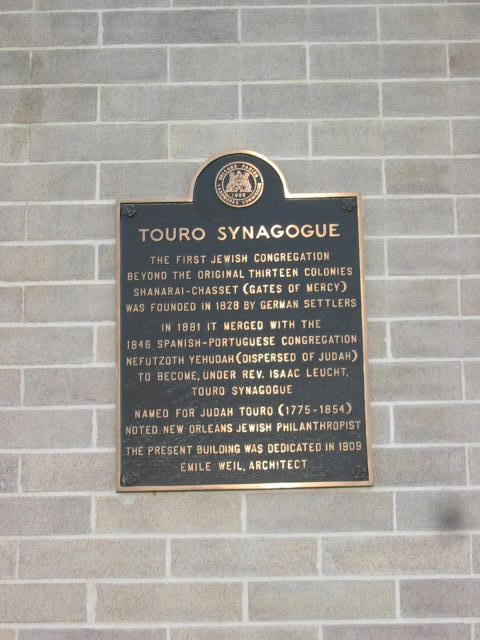 TOURO SYNAGOGUE
THE FIRST JEWISH CONGREGATION
BEYOND THE ORIGINAL THIRTEEN COLONIES
SHANARAI-CHASSET (GATES OF MERCY)
WAS FOUNDED IN 1828 BY GERMAN SETTLERS
IN 1881 IT MERGED WITH THE
1846 SPANISH-PORTUGUESE CONGREGATION
NEFUTZOTH YEHUDAH (DISPERSED OF JUDAH)
TO BECOME, UNDER REV. ISAAC LEUCHT,
TOURO SYNAGOGUE
NAMED FOR JUDAH TOURO (1775-1854)
NOTED NEW ORLEANS JEWISH PHILANTHROPIST
THE PRESENT BUILDING WAS DEDICATED IN 1909
EMILE WEIL, ARCHITECT